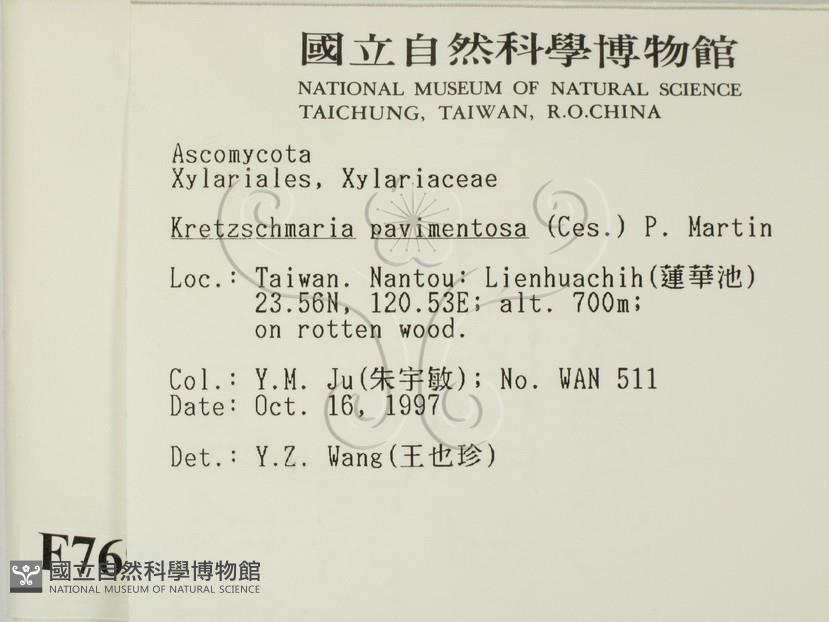 國立自然科學博物館
NATIONAL MUSEUM OF NATURAL SCIENCE
TAICHUNG, TAIWAN, R.O.CHINA
Ascomycota
Xylariales, Xylariaceae
Kretzschmaria pavimentosa (Ces.) P. Martin
Loc.: Taiwan. Nantou: Lienhuachih(蓮華池)
23.56N, 120.53E; alt. 700m;
on rotten wood.
Col.: Y.M. Ju(朱宇敏); No. WAN 511
Date: Oct. 16, 1997
Det.: Y.Z. Wang(王也珍)
F76
國立自然科學博物館
NATIONAL MUSEUM OF NATURAL SCIENCE